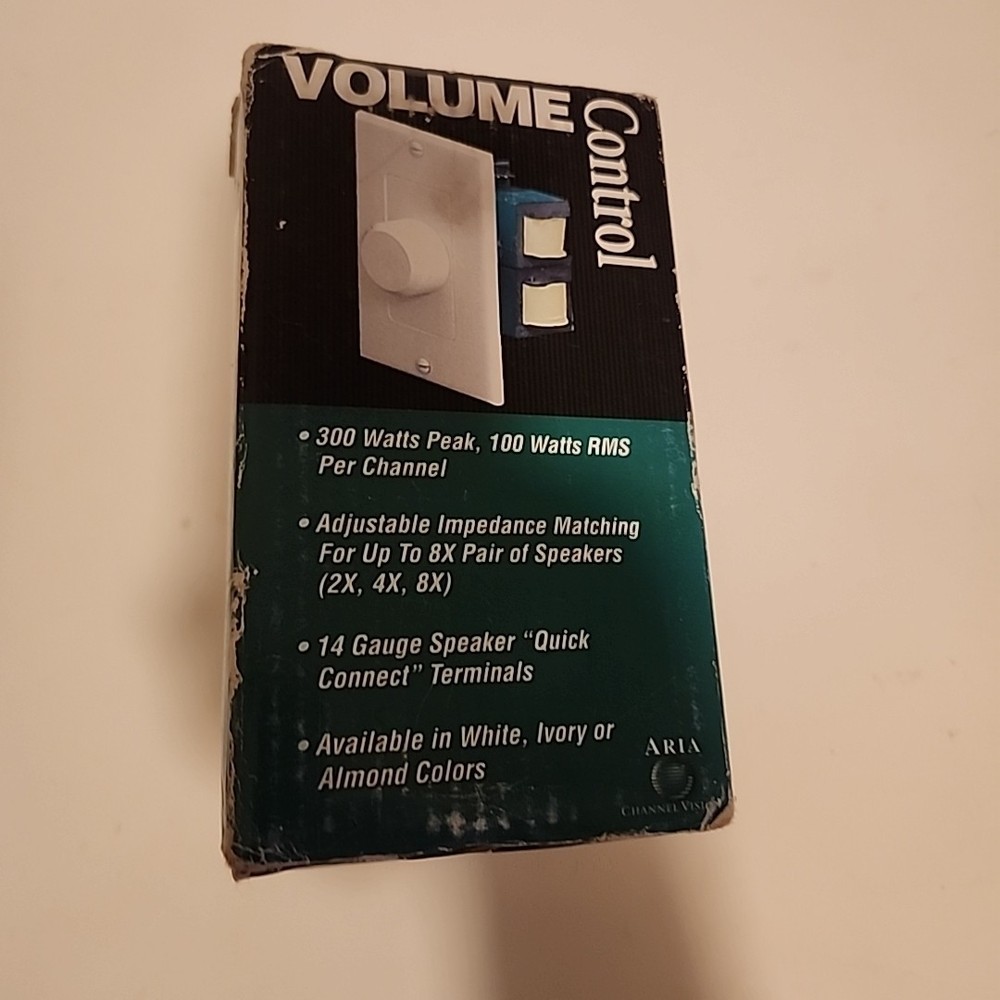 VOLUME
Control
• 300 Watts Peak, 100 Watts RMS
Per Channel
• Adjustable Impedance Matching
For Up To 8X Pair of Speakers
(2X, 4X, 8X)
• 14 Gauge Speaker “Quick
Connect” Terminals
• Available in White, Ivory or
Almond Colors
ARIA
CHANNEL